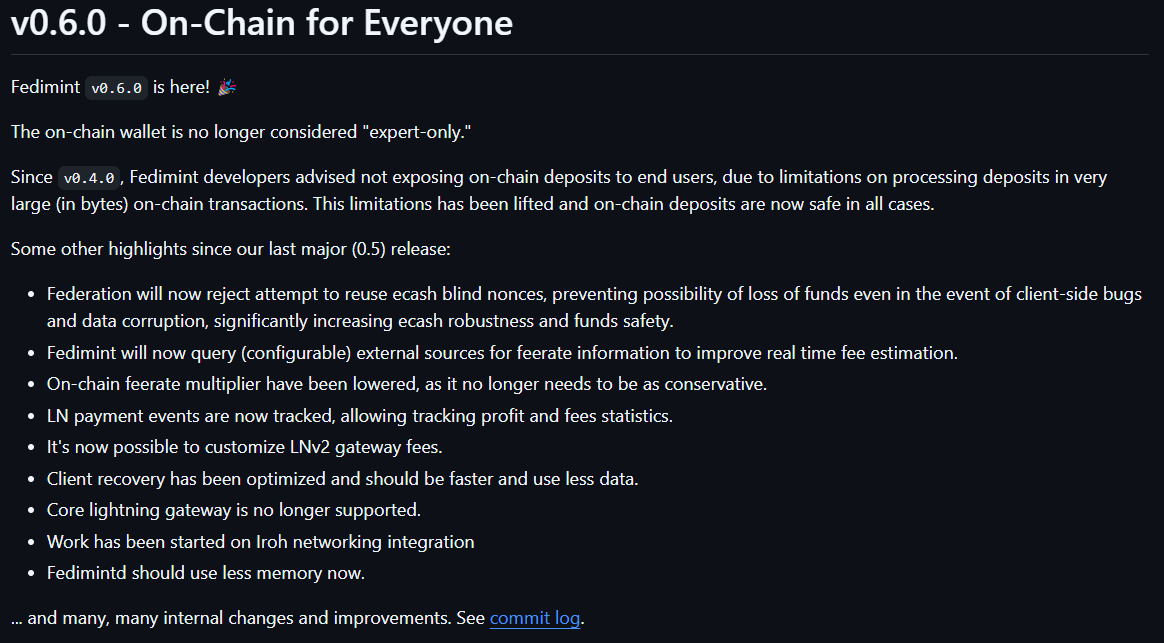 v0.6.0 - On-Chain for Everyone
Fedimint v0.6.0 is here! 🎉
The on-chain wallet is no longer considered "expert-only."
Since v0.4.0, Fedimint developers advised not exposing on-chain deposits to end users, due to limitations on processing deposits in very
large (in bytes) on-chain transactions. This limitations has been lifted and on-chain deposits are now safe in all cases.
Some other highlights since our last major (0.5) release:
• Federation will now reject attempt to reuse ecash blind nonces, preventing possibility of loss of funds even in the event of client-side bugs
and data corruption, significantly increasing ecash robustness and funds safety.
• Fedimint will now query (configurable) external sources for feerate information to improve real time fee estimation.
• On-chain feerate multiplier have been lowered, as it no longer needs to be as conservative.
• LN payment events are now tracked, allowing tracking profit and fees statistics.
• It's now possible to customize LNv2 gateway fees.
• Client recovery has been optimized and should be faster and use less data.
• Core lightning gateway is no longer supported.
• Work has been started on Iroh networking integration
• Fedimintd should use less memory now.
... and many, many internal changes and improvements. See commit log.